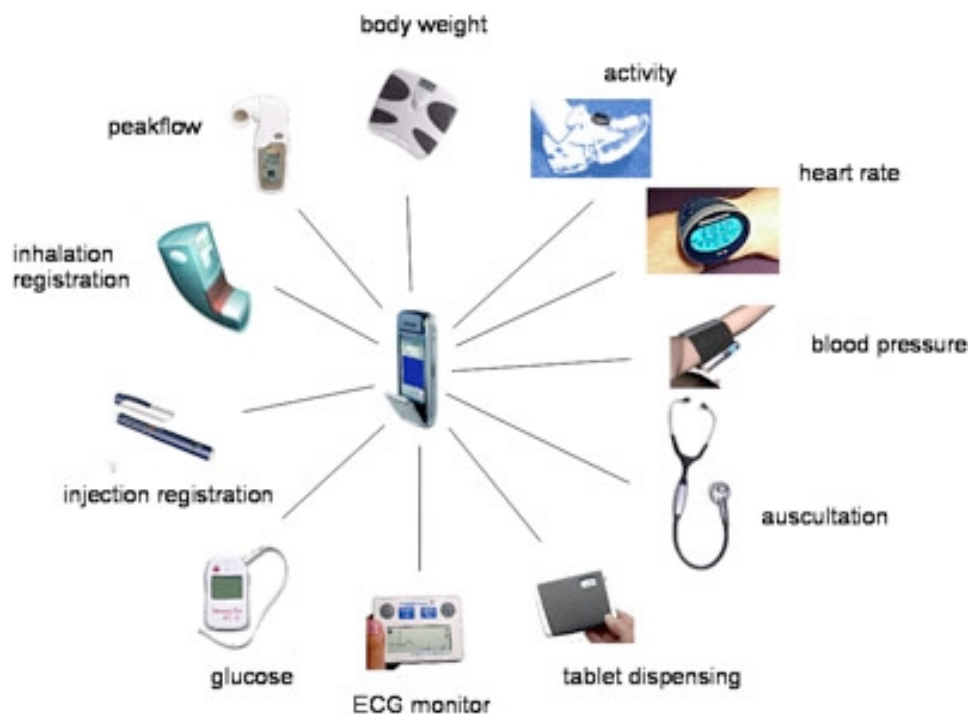 body weight
activity
peakflow
heart rate
inhalation
registration
blood pressure
injection registration
auscultation
glucose
tablet dispensing
ECG monitor